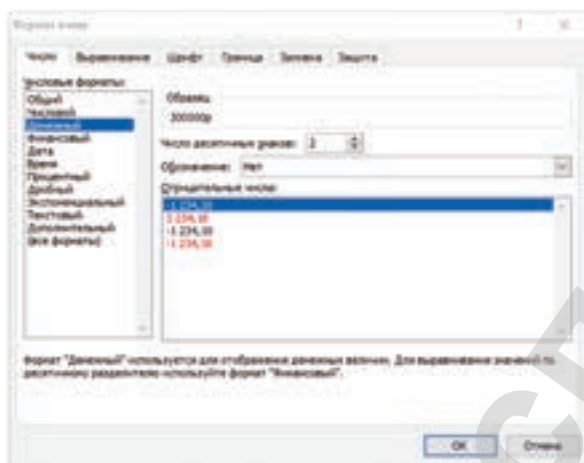 Формат ячеек
Число Выравнивание Шрифт Граница Заливка Защита
Числовые форматы:
Общий
Числовой
Денежный
Финансовый
Дата
Время
Процентный
Дробный
Экспоненциальный
Текстовый
Дополнительный
(все форматы)
Образец
300000р
Число десятичных знаков: 2
Обозначение: Нет
Отрицательные числа:
-1 234,10
1 234,10
-1 234,10
-1 234,10
Формат "Денежный" используется для отображения денежных величин. Для выравнивания значений по
десятичному разделителю используйте формат "Финансовый".
ОК Отмена